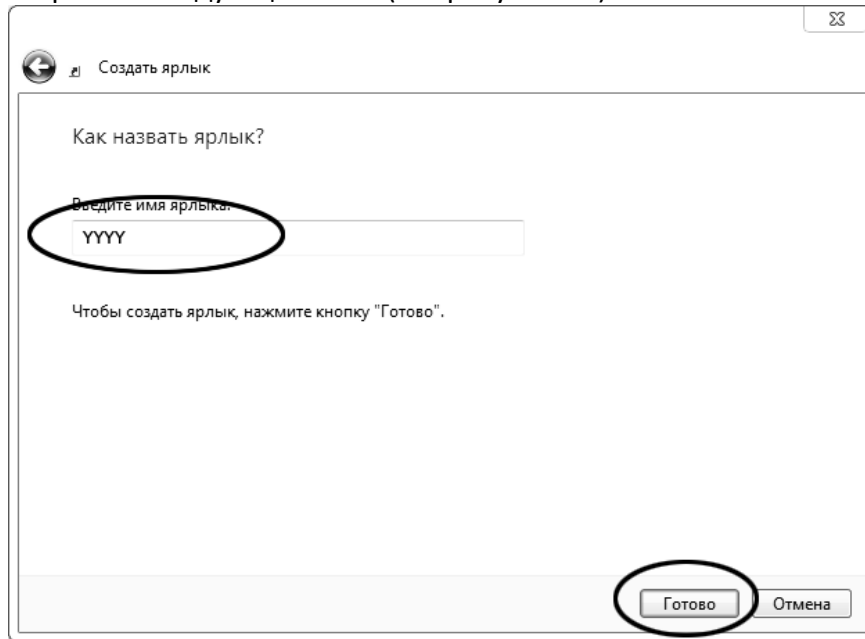 Создать ярлык
Как назвать ярлык?
Введите имя ярлыка:
YYYY
Чтобы создать ярлык, нажмите кнопку "Готово".
Готово
Отмена